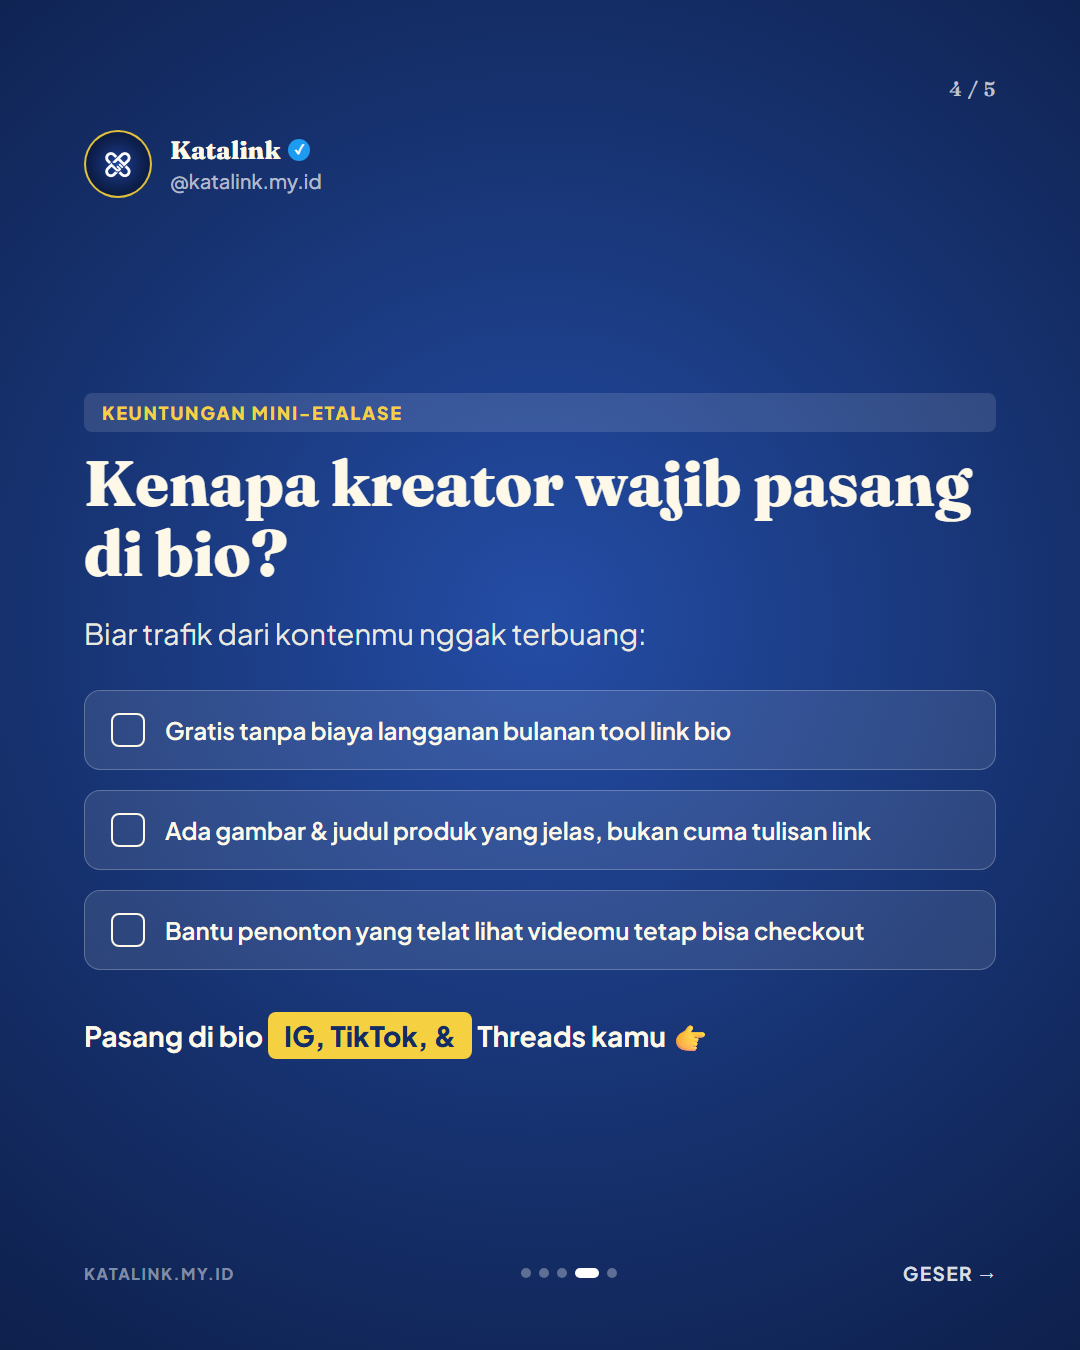 4 / 5
Katalink
@katalink.my.id
KEUNTUNGAN MINI-ETALASE
Kenapa kreator wajib pasang
di bio?
Biar trafik dari kontenmu nggak terbuang:
Gratis tanpa biaya langganan bulanan tool link bio
Ada gambar & judul produk yang jelas, bukan cuma tulisan link
Bantu penonton yang telat lihat videomu tetap bisa checkout
Pasang di bio IG, TikTok, & Threads kamu 👉
KATALINK.MY.ID
GESER →